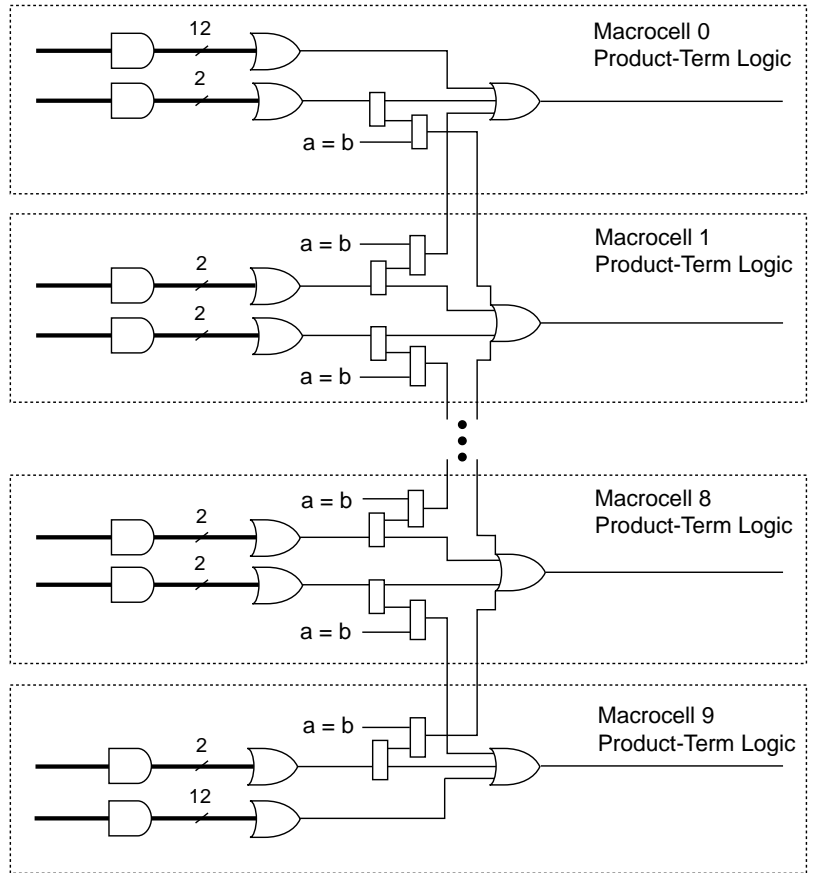 12
Macrocell 0
Product-Term Logic
2
a = b
a = b
Macrocell 1
Product-Term Logic
2
2
a = b
a = b
Macrocell 8
Product-Term Logic
2
2
a = b
a = b
Macrocell 9
Product-Term Logic
2
12